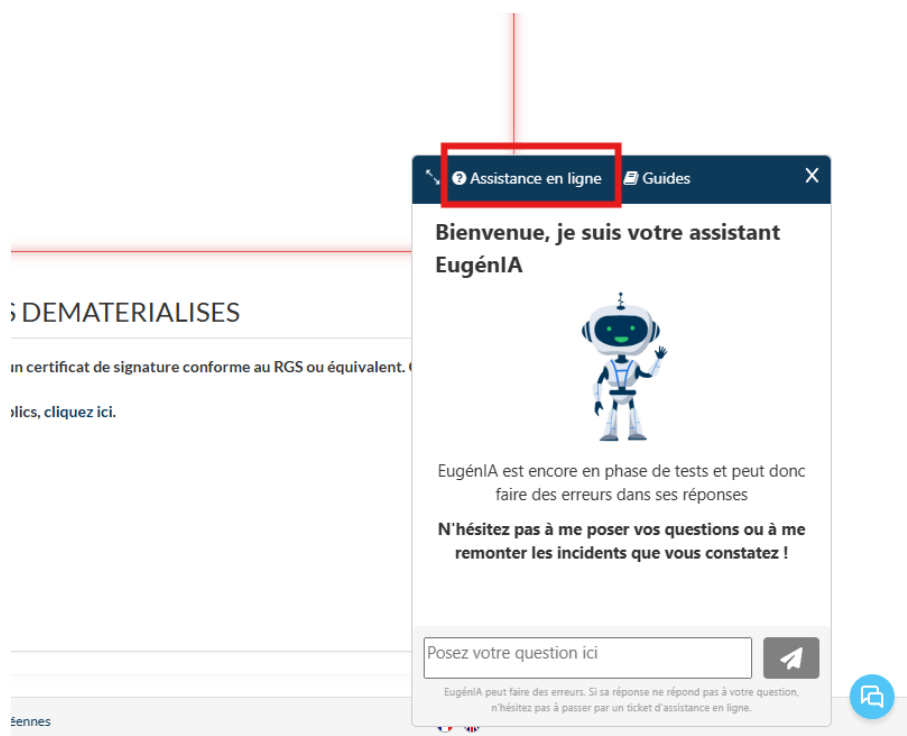 Assistance en ligne Guides X
Bienvenue, je suis votre assistant
EugénIA
DEMATERIALISES
un certificat de signature conforme au RGS ou équivalent.
cliquez ici.
EugénIA est encore en phase de tests et peut donc
faire des erreurs dans ses réponses
N'hésitez pas à me poser vos questions ou à me
remonter les incidents que vous constatez !
Posez votre question ici
EugénIA peut faire des erreurs. Si sa réponse ne répond pas à votre question,
n'hésitez pas à passer par un ticket d'assistance en ligne.